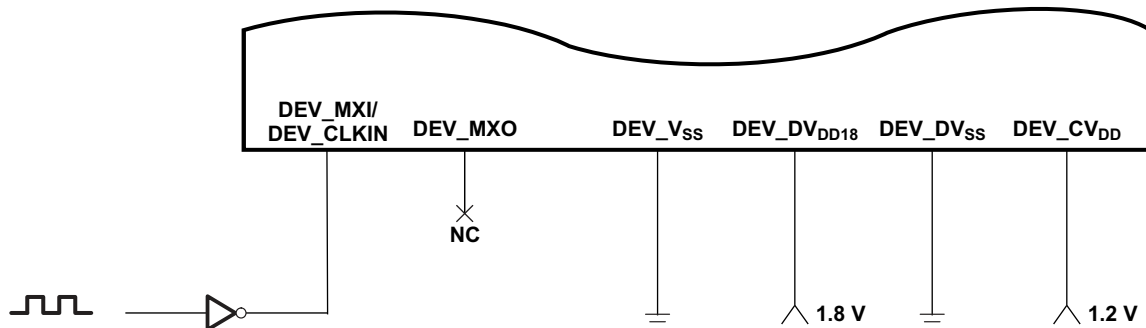 DEV_MXI/
DEV_CLKIN
DEV_MXO
DEV_VSS
DEV_DVDD18
DEV_DVSS
DEV_CVDD
NC
1.8 V
1.2 V